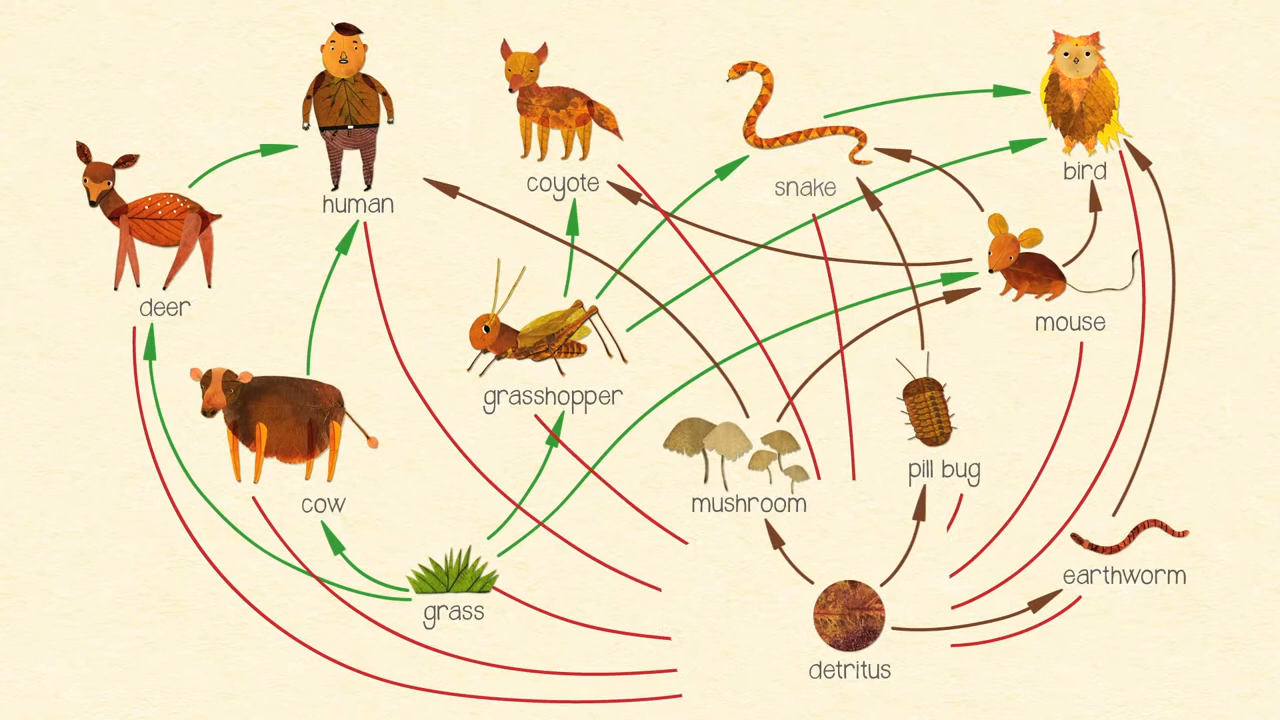 human
coyote
snake
bird
deer
mouse
grasshopper
cow
mushroom
pill bug
grass
earthworm
detritus